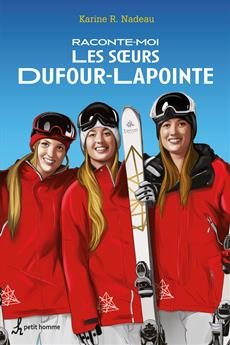 Karine R. Nadeau
RACONTE-MOI
LES SŒURS
DUFOUR-LAPOINTE
petit homme